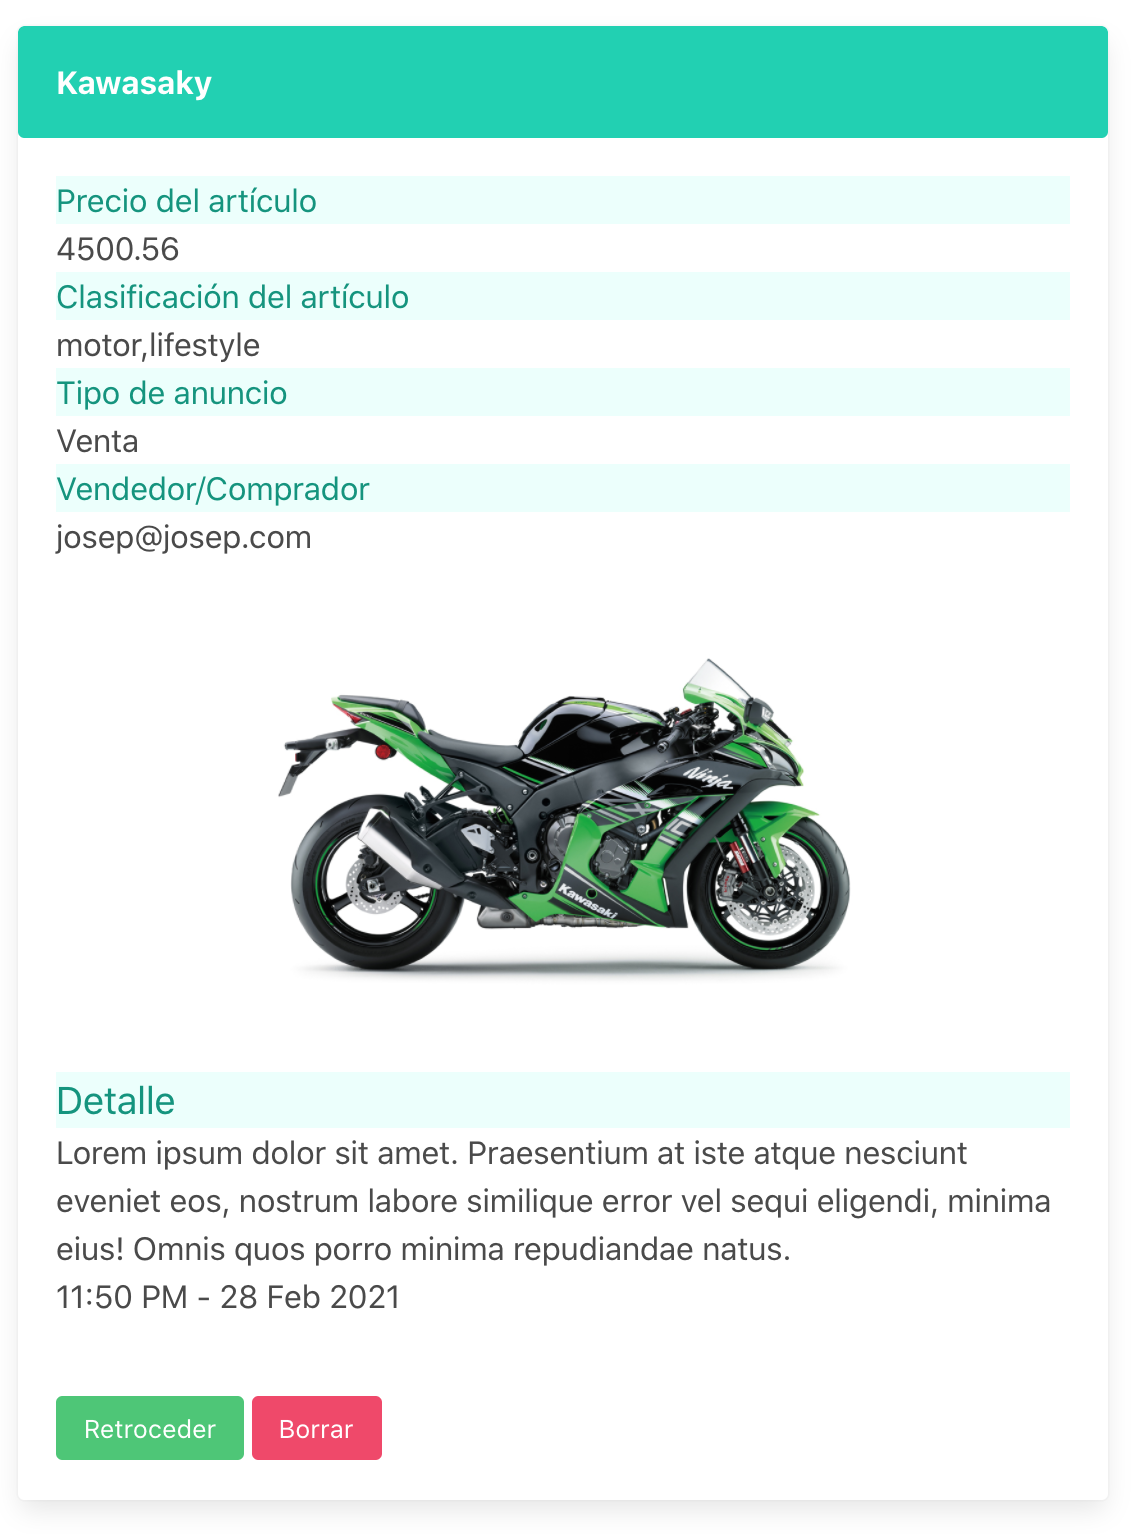 Kawasaky
Precio del artículo
4500.56
Clasificación del artículo
motor,lifestyle
Tipo de anuncio
Venta
Vendedor/Comprador
josep@josep.com
Ninja
Kawasaki
Detalle
Lorem ipsum dolor sit amet. Praesentium at iste atque nesciunt
eveniet eos, nostrum labore similique error vel sequi eligendi, minima
eius! Omnis quos porro minima repudiandae natus.
11:50 PM - 28 Feb 2021
Retroceder
Borrar